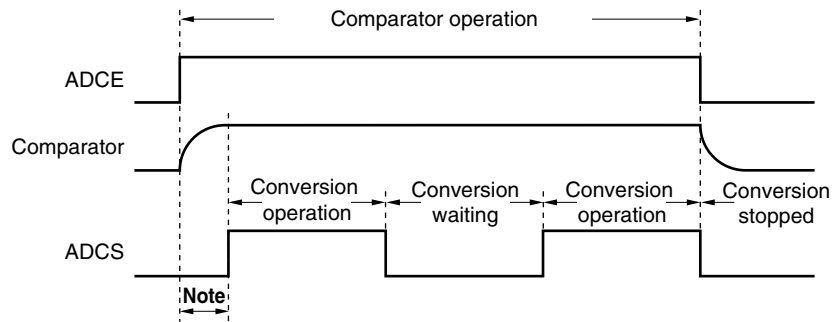 Comparator operation
ADCE
Comparator
Conversion
operation
Conversion
waiting
Conversion
operation
Conversion
stopped
ADCS
Note